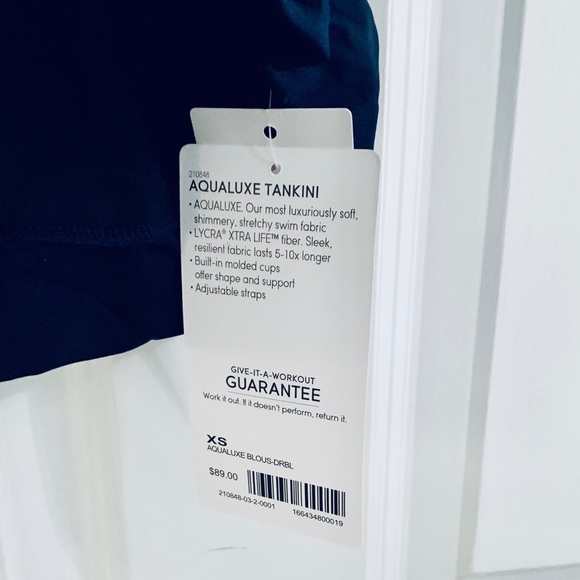 210848
AQUALUXE TANKINI
• AQUALUXE. Our most luxuriously soft,
shimmery, stretchy swim fabric
• LYCRA® XTRA LIFE™ fiber. Sleek,
resilient fabric lasts 5-10x longer
• Built-in molded cups
offer shape and support
• Adjustable straps
GIVE-IT-A-WORKOUT
GUARANTEE
Work it out. If it doesn't perform, return it.
XS
AQUALUXE BLOUS-DRBL
$89.00
210848-03-2-0001
166434800019